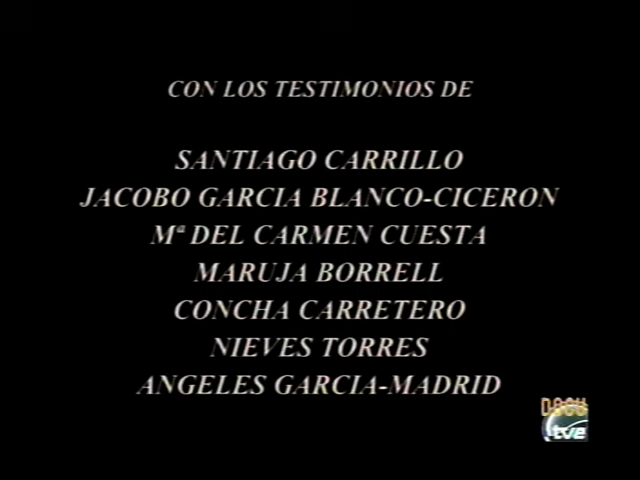 CON LOS TESTIMONIOS DE
SANTIAGO CARRILLO
JACOBO GARCIA BLANCO-CICERON
Mª DEL CARMEN CUESTA
MARUJA BORRELL
CONCHA CARRETERO
NIEVES TORRES
ANGELES GARCIA-MADRID
DOCU
tve